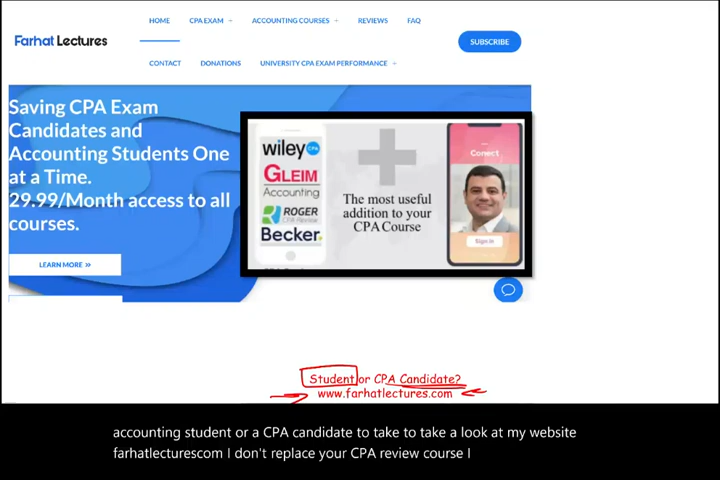 HOME CPA EXAM ACCOUNTING COURSES REVIEWS FAQ
Farhat Lectures
SUBSCRIBE
CONTACT DONATIONS UNIVERSITY CPA EXAM PERFORMANCE
Saving CPA Exam
Candidates and
Accounting Students One
at a Time.
29.99/Month access to all
courses.
LEARN MORE
wiley CPA
GLEIM
Accounting
ROGER
CPA Review
Becker
The most useful
addition to your
CPA Course
Conect
Sign in
Student or CPA Candidate?
www.farhatlectures.com
accounting student or a CPA candidate to take to take a look at my website
farhatlecturescom I don't replace your CPA review course I